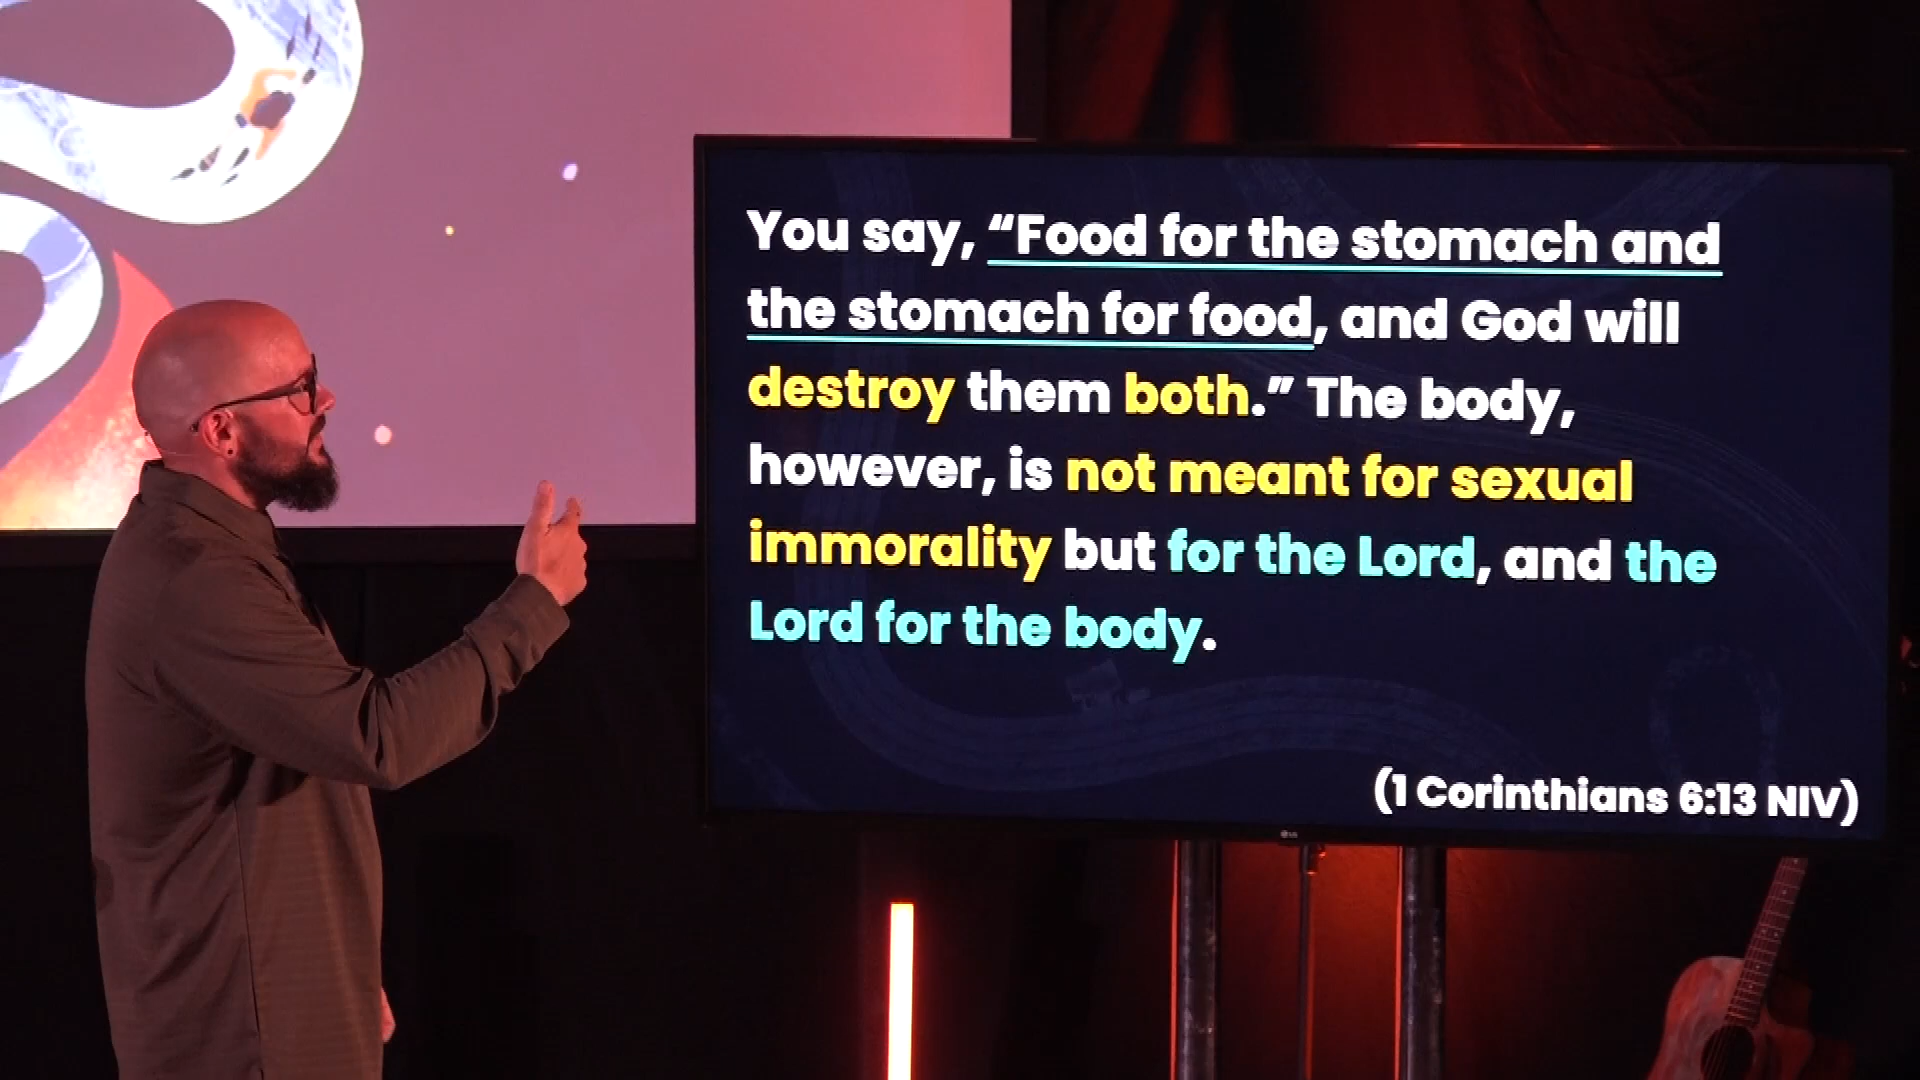 You say, “Food for the stomach and
the stomach for food, and God will
destroy them both.” The body,
however, is not meant for sexual
immorality but for the Lord, and the
Lord for the body.
(1 Corinthians 6:13 NIV)
LG